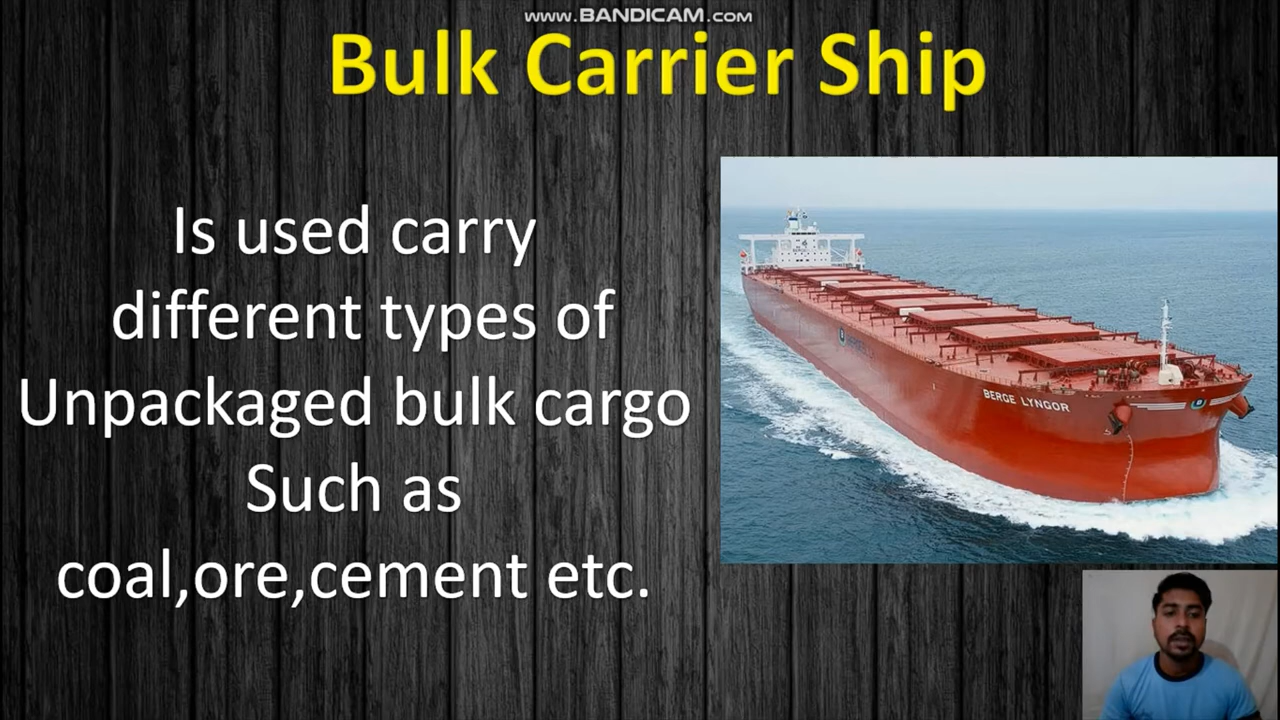 www.BANDICAM.com
Bulk Carrier Ship
Is used carry
different types of
Unpackaged bulk cargo
Such as
coal,ore,cement etc.
BERGE LYNGOR